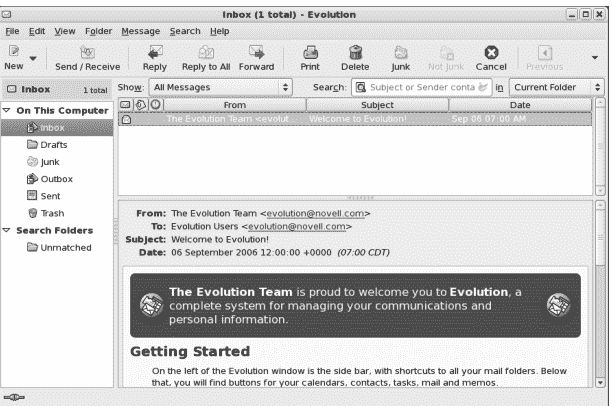 Inbox (1 total) - Evolution
File Edit View Folder Message Search Help
New Send / Receive Reply Reply to All Forward Print Delete Junk Not Junk Cancel Previous
Inbox 1 total Show: All Messages Search: Subject or Sender conta in Current Folder
From Subject Date
The Evolution Team <evolut... Welcome to Evolution! Sep 06 07:00 AM
On This Computer
Inbox
Drafts
Junk
Outbox
Sent
Trash
Search Folders
Unmatched
From: The Evolution Team <evolution@novell.com>
To: Evolution Users <evolution@novell.com>
Subject: Welcome to Evolution!
Date: 06 September 2006 12:00:00 +0000 (07:00 CDT)
The Evolution Team is proud to welcome you to Evolution, a
complete system for managing your communications and
personal information.
Getting Started
On the left of the Evolution window is the side bar, with shortcuts to all your mail folders. Below
that, you will find buttons for your calendars, contacts, tasks, mail and memos.